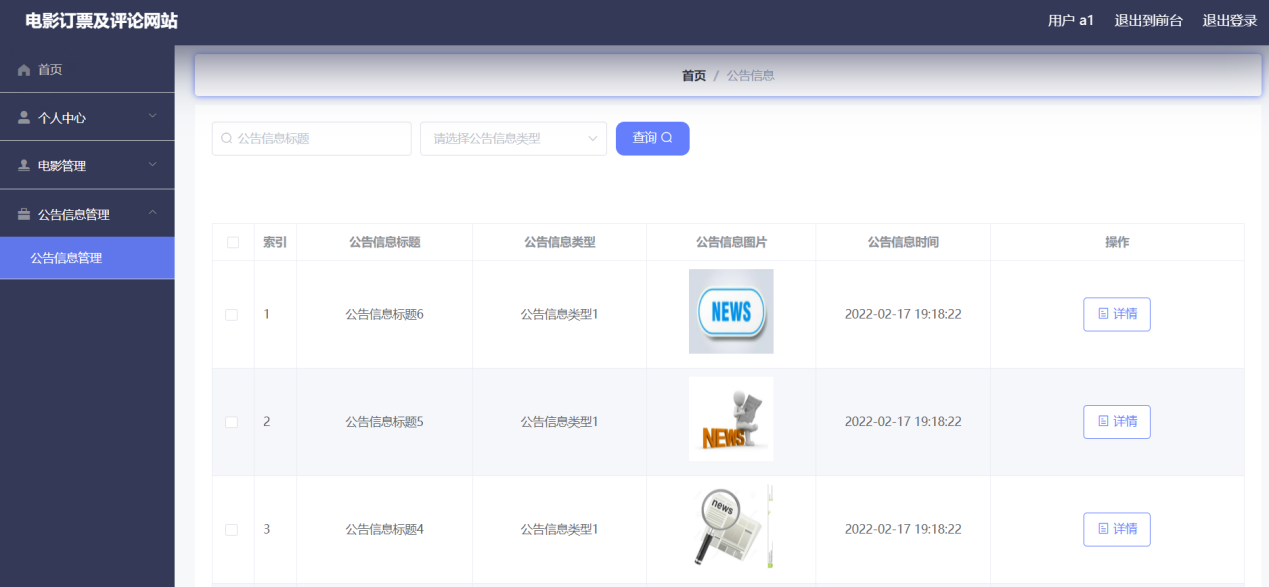 电影订票及评论网站
用户 a1 退出到前台 退出登录
首页
个人中心
电影管理
公告信息管理
公告信息管理
首页 / 公告信息
公告信息标题 请选择公告信息类型 查询
索引 公告信息标题 公告信息类型 公告信息图片 公告信息时间 操作
1 公告信息标题6 公告信息类型1 NEWS 2022-02-17 19:18:22 详情
2 公告信息标题5 公告信息类型1 NEWS 2022-02-17 19:18:22 详情
3 公告信息标题4 公告信息类型1 news 2022-02-17 19:18:22 详情